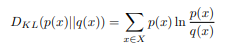 D_{KL}(p(x)||q(x)) = \sum_{x \in X} p(x) \ln \frac{p(x)}{q(x)}